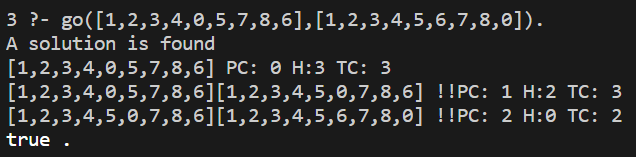 3 ?- go([1,2,3,4,0,5,7,8,6],[1,2,3,4,5,6,7,8,0]).
A solution is found
[1,2,3,4,0,5,7,8,6] PC: 0 H:3 TC: 3
[1,2,3,4,0,5,7,8,6][1,2,3,4,5,0,7,8,6] !!PC: 1 H:2 TC: 3
[1,2,3,4,5,0,7,8,6][1,2,3,4,5,6,7,8,0] !!PC: 2 H:0 TC: 2
true .